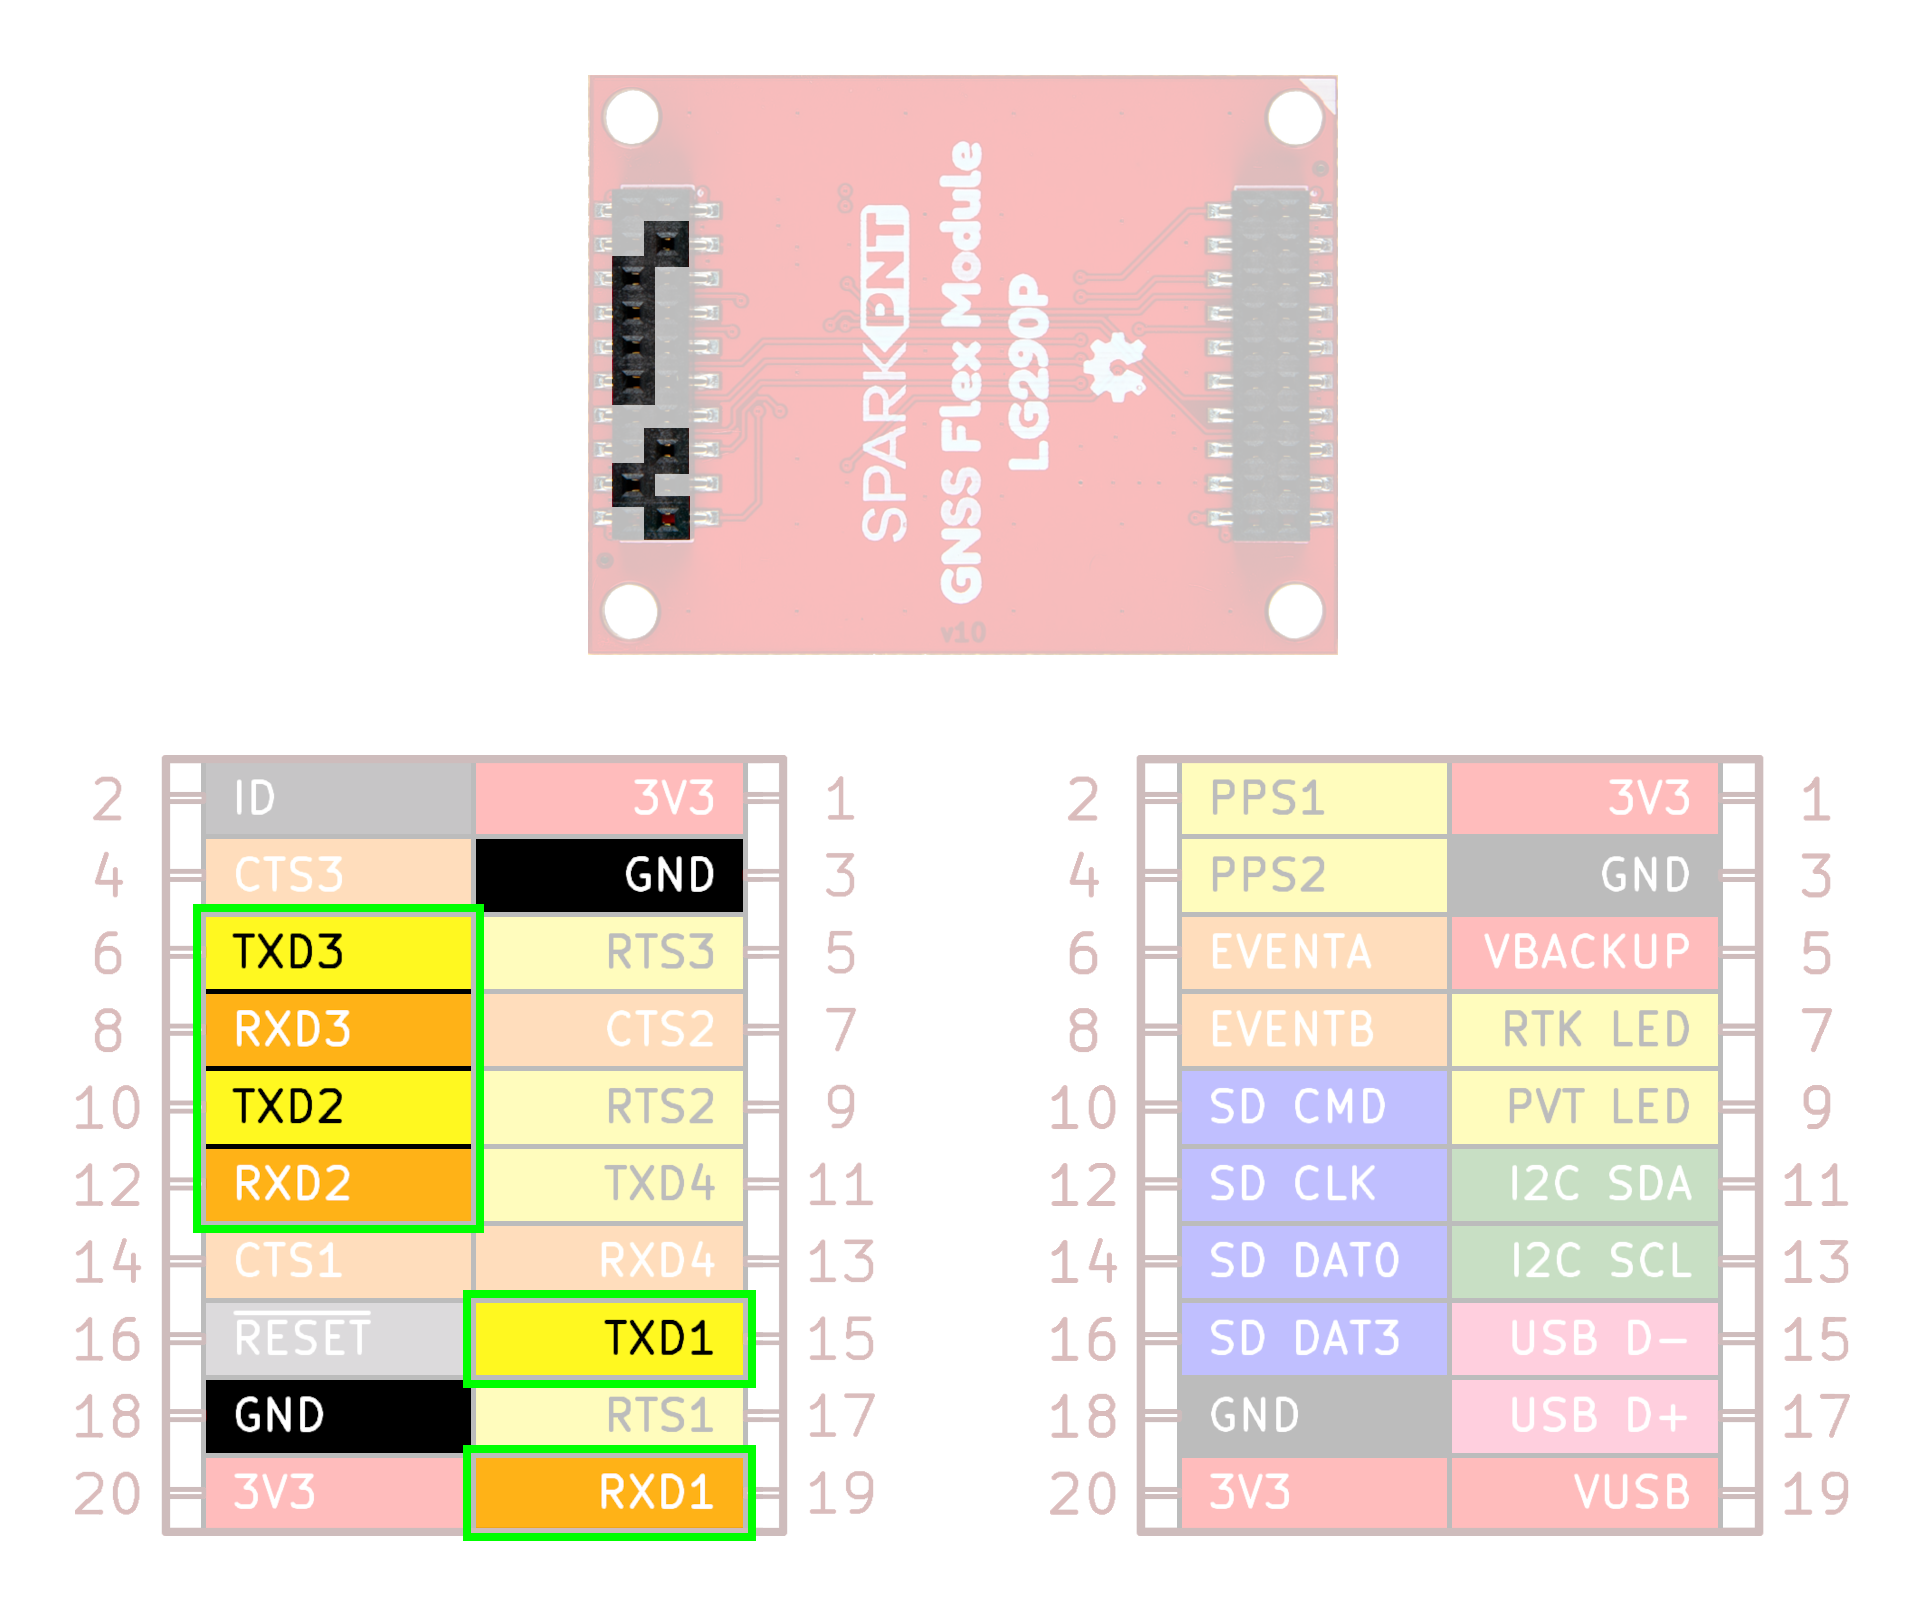 SPARK PNT
GNSS Flex Module
LG290P
v10
2 ID 3V3 1
4 CTS3 GND 3
6 TXD3 RTS3 5
8 RXD3 CTS2 7
10 TXD2 RTS2 9
12 RXD2 TXD4 11
14 CTS1 RXD4 13
16 RESET TXD1 15
18 GND RTS1 17
20 3V3 RXD1 19
2 PPS1 3V3 1
4 PPS2 GND 3
6 EVENTA VBACKUP 5
8 EVENTB RTK LED 7
10 SD CMD PVT LED 9
12 SD CLK I2C SDA 11
14 SD DAT0 I2C SCL 13
16 SD DAT3 USB D- 15
18 GND USB D+ 17
20 3V3 VUSB 19